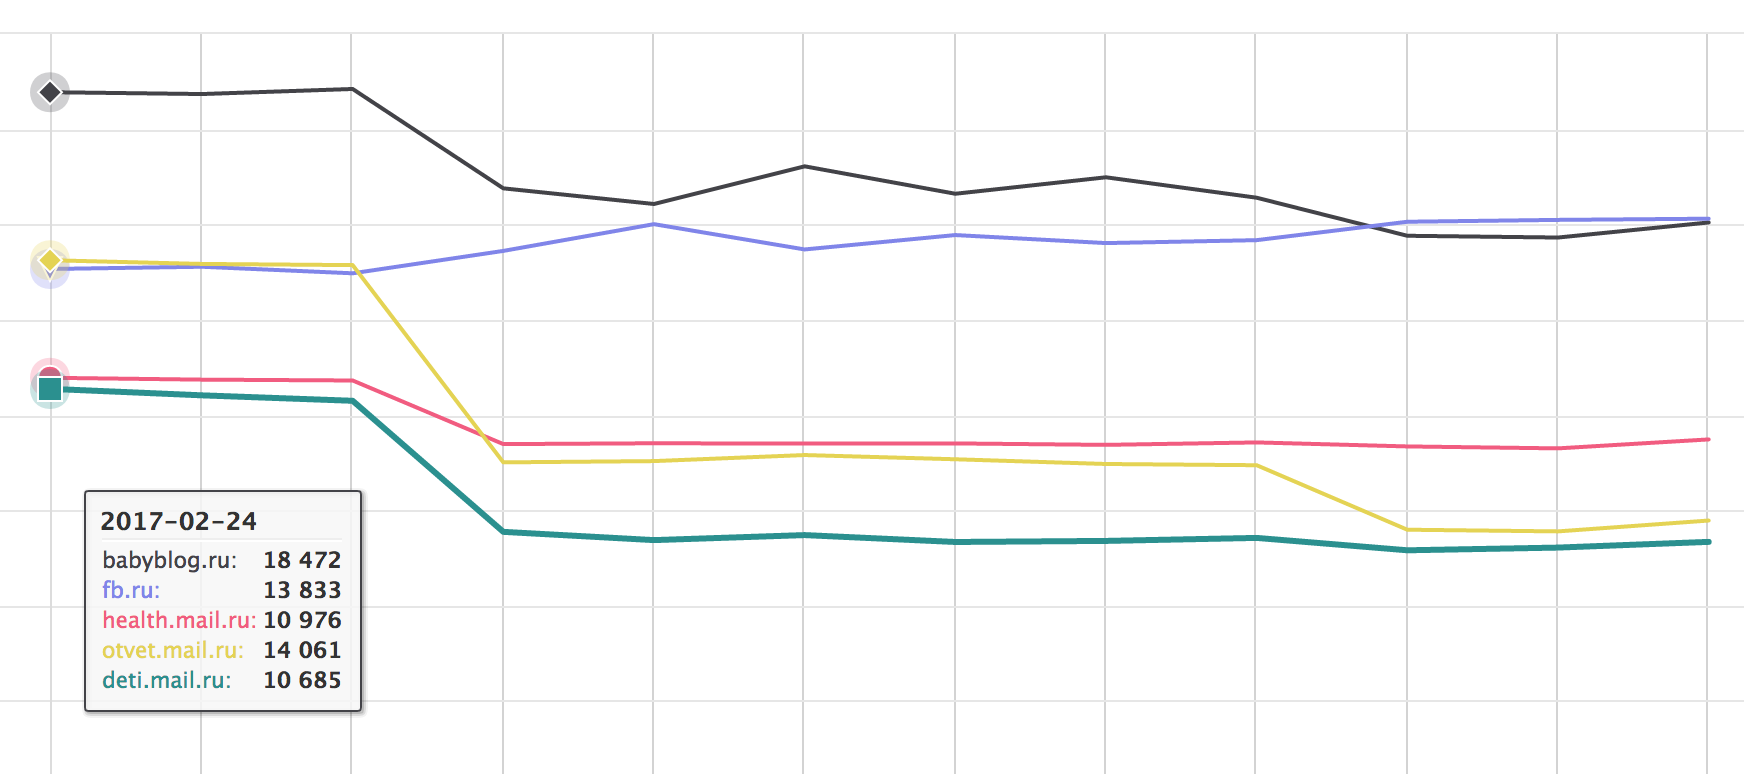 2017-02-24
babyblog.ru: 18 472
fb.ru: 13 833
health.mail.ru: 10 976
otvet.mail.ru: 14 061
deti.mail.ru: 10 685